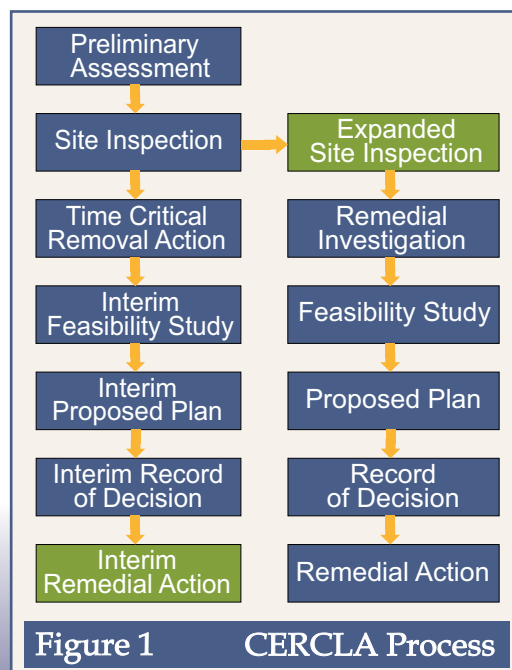 Preliminary
Assessment
Site Inspection
Time Critical
Removal Action
Interim
Feasibility Study
Interim
Proposed Plan
Interim Record
of Decision
Interim
Remedial Action
Expanded
Site Inspection
Remedial
Investigation
Feasibility Study
Proposed Plan
Record
of Decision
Remedial Action
Figure 1 CERCLA Process